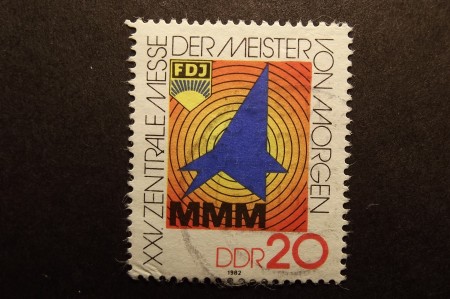 XXV ZENTRALE MESSE
DER MEISTER
VON MORGEN
FDJ
MMM
DDR 20
1982